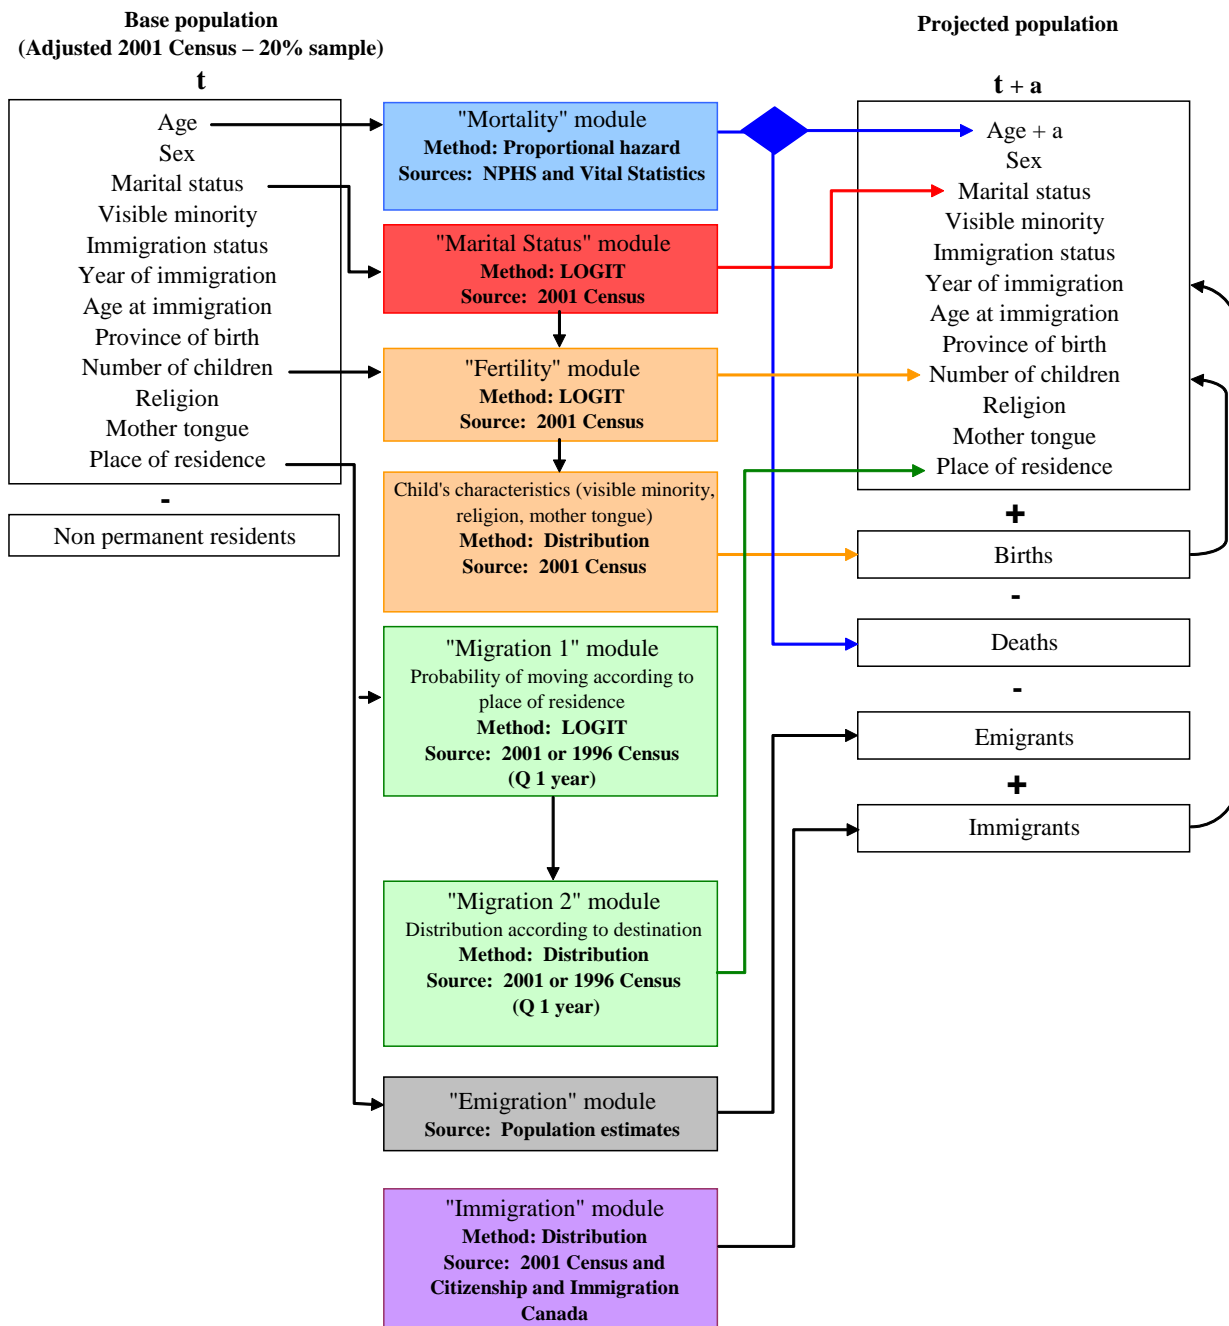 Base population
(Adjusted 2001 Census – 20% sample)
t
Age
Sex
Marital status
Visible minority
Immigration status
Year of immigration
Age at immigration
Province of birth
Number of children
Religion
Mother tongue
Place of residence
-
Non permanent residents
"Mortality" module
Method: Proportional hazard
Sources: NPHS and Vital Statistics
"Marital Status" module
Method: LOGIT
Source: 2001 Census
"Fertility" module
Method: LOGIT
Source: 2001 Census
Child's characteristics (visible minority,
religion, mother tongue)
Method: Distribution
Source: 2001 Census
"Migration 1" module
Probability of moving according to
place of residence
Method: LOGIT
Source: 2001 or 1996 Census
(Q 1 year)
"Migration 2" module
Distribution according to destination
Method: Distribution
Source: 2001 or 1996 Census
(Q 1 year)
"Emigration" module
Source: Population estimates
"Immigration" module
Method: Distribution
Source: 2001 Census and
Citizenship and Immigration
Canada
Projected population
t + a
Age + a
Sex
Marital status
Visible minority
Immigration status
Year of immigration
Age at immigration
Province of birth
Number of children
Religion
Mother tongue
Place of residence
+
Births
-
Deaths
-
Emigrants
+
Immigrants